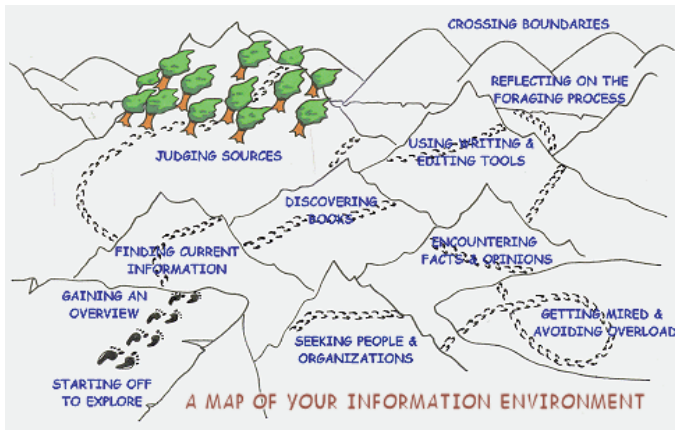 CROSSING BOUNDARIES
REFLECTING ON THE
FORAGING PROCESS
JUDGING SOURCES
USING WRITING &
EDITING TOOLS
DISCOVERING
BOOKS
FINDING CURRENT
INFORMATION
ENCOUNTERING
FACTS & OPINIONS
GAINING AN
OVERVIEW
GETTING MIRED &
AVOIDING OVERLOAD
SEEKING PEOPLE &
ORGANIZATIONS
STARTING OFF
TO EXPLORE
A MAP OF YOUR INFORMATION ENVIRONMENT